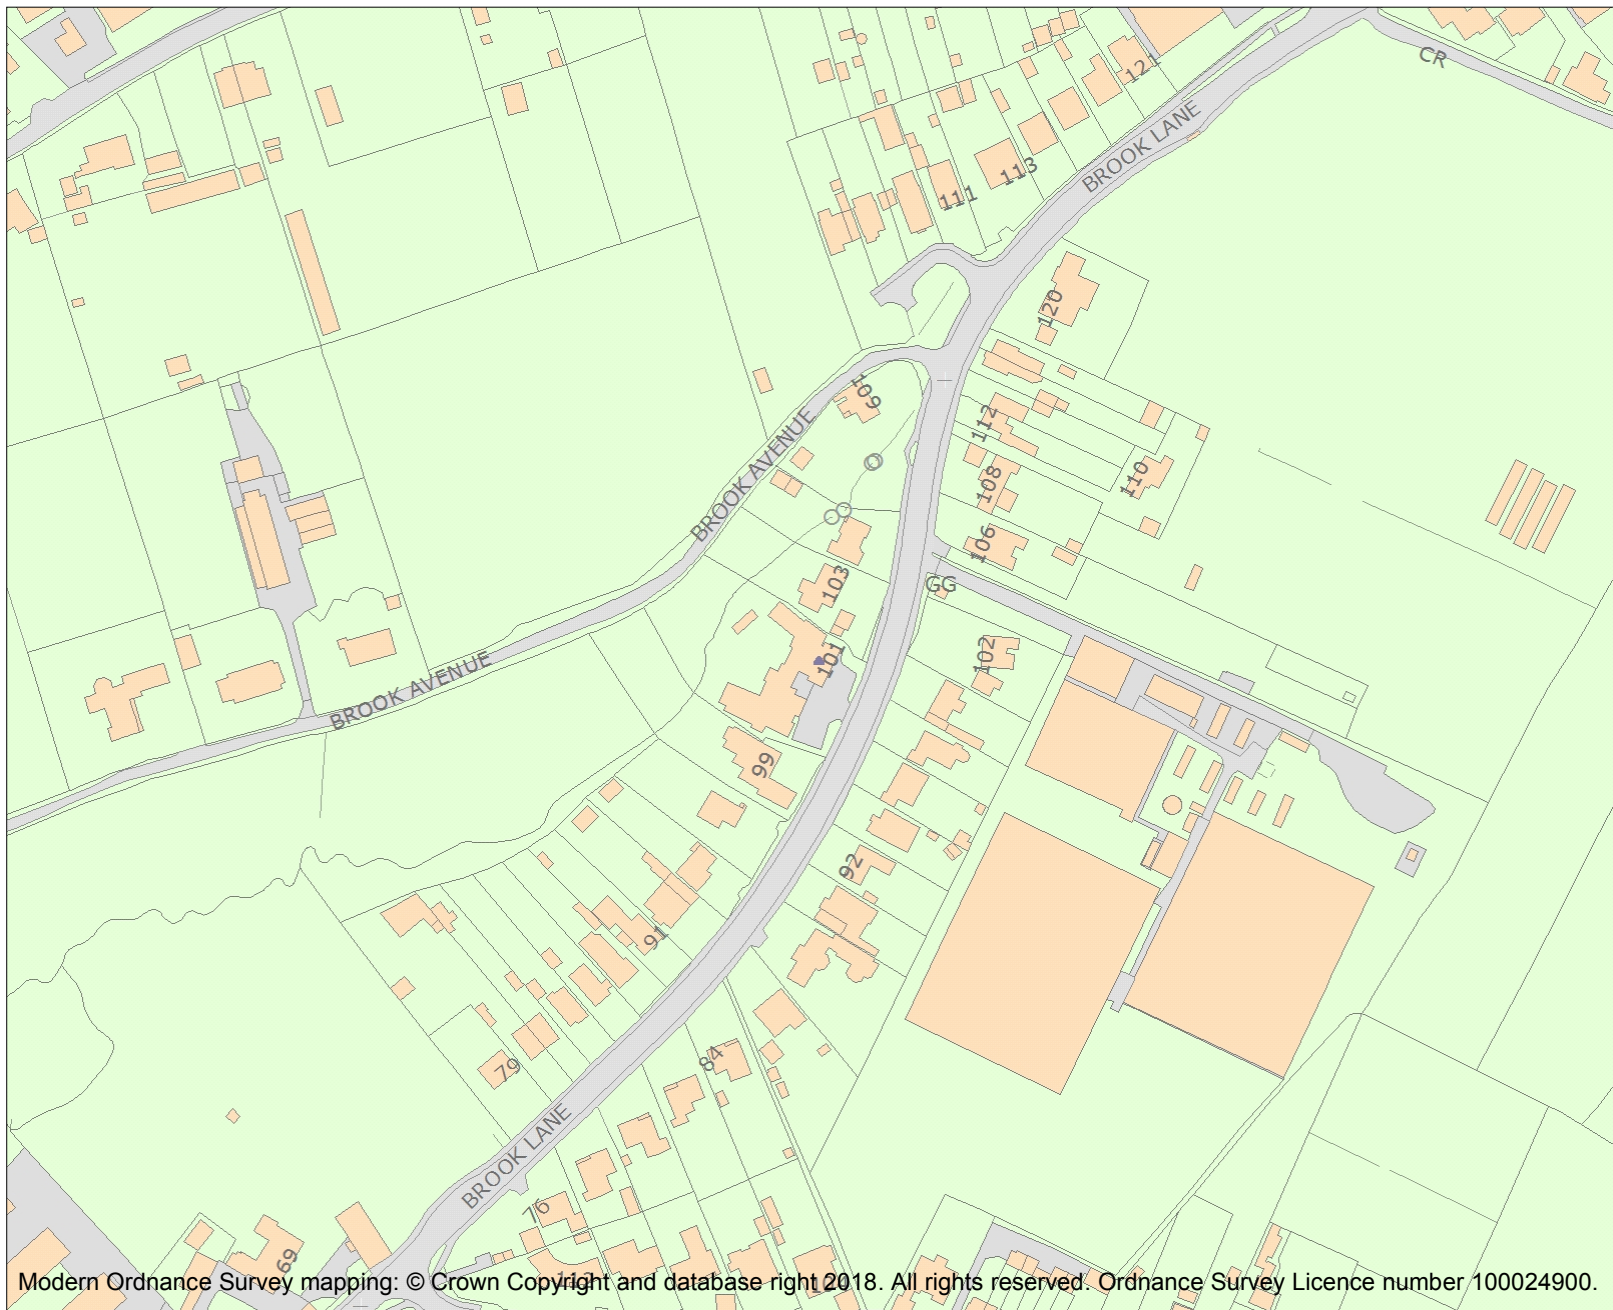 CR
121
BROOK LANE
113
111
120
109
112
BROOK AVENUE
110
108
106
GG
103
102
101
BROOK AVENUE
99
92
91
84
79
BROOK LANE
76
69
112
Modern Ordnance Survey mapping: © Crown Copyright and database right 2018. All rights reserved. Ordnance Survey Licence number 100024900.